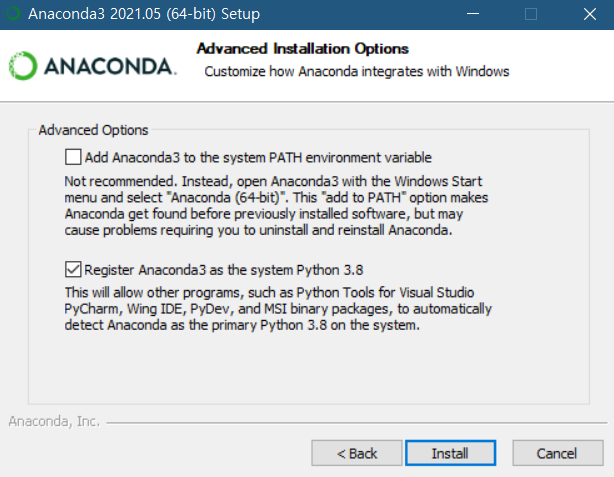 Anaconda3 2021.05 (64-bit) Setup
ANACONDA.
Advanced Installation Options
Customize how Anaconda integrates with Windows
Advanced Options
Add Anaconda3 to the system PATH environment variable
Not recommended. Instead, open Anaconda3 with the Windows Start
menu and select "Anaconda (64-bit)". This "add to PATH" option makes
Anaconda get found before previously installed software, but may
cause problems requiring you to uninstall and reinstall Anaconda.
Register Anaconda3 as the system Python 3.8
This will allow other programs, such as Python Tools for Visual Studio
PyCharm, Wing IDE, PyDev, and MSI binary packages, to automatically
detect Anaconda as the primary Python 3.8 on the system.
Anaconda, Inc.
< Back
Install
Cancel